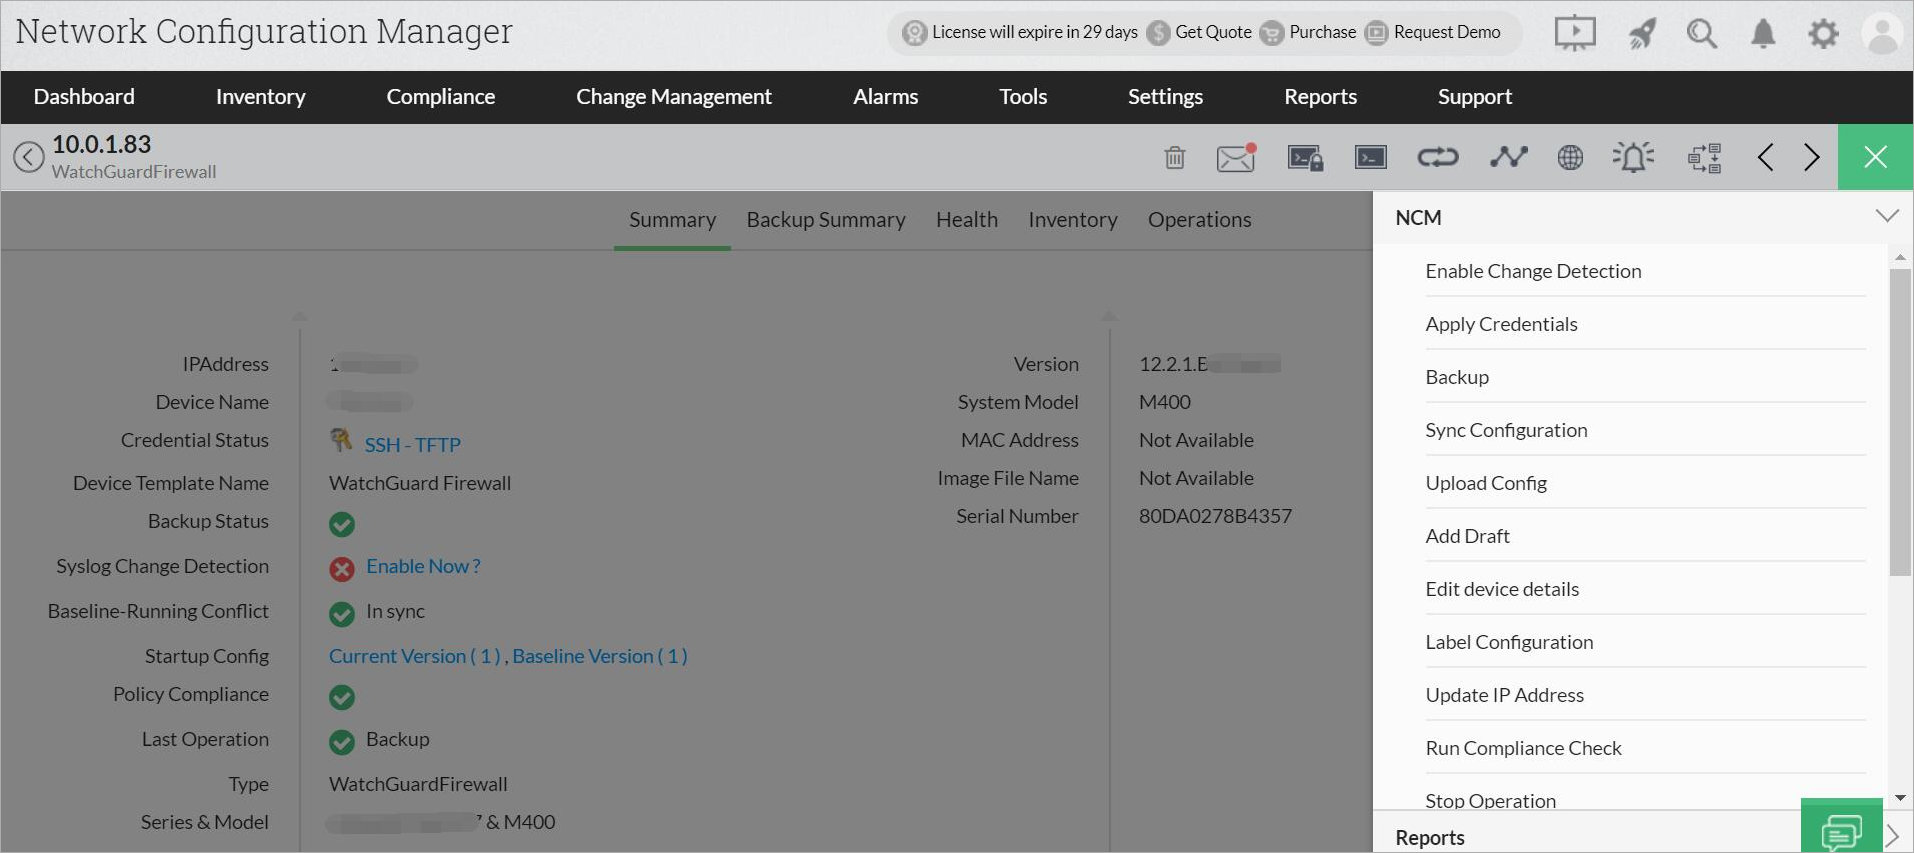 Network Configuration Manager
License will expire in 29 days Get Quote Purchase Request Demo
Dashboard Inventory Compliance Change Management Alarms Tools Settings Reports Support
10.0.1.83
WatchGuardFirewall
Summary Backup Summary Health Inventory Operations
IPAddress
Device Name
Credential Status SSH - TFTP
Device Template Name WatchGuard Firewall
Backup Status
Syslog Change Detection Enable Now ?
Baseline-Running Conflict In sync
Startup Config Current Version ( 1 ) , Baseline Version ( 1 )
Policy Compliance
Last Operation Backup
Type WatchGuardFirewall
Series & Model & M400
Version 12.2.1.
System Model M400
MAC Address Not Available
Image File Name Not Available
Serial Number 80DA0278B4357
NCM
Enable Change Detection
Apply Credentials
Backup
Sync Configuration
Upload Config
Add Draft
Edit device details
Label Configuration
Update IP Address
Run Compliance Check
Stop Operation
Reports